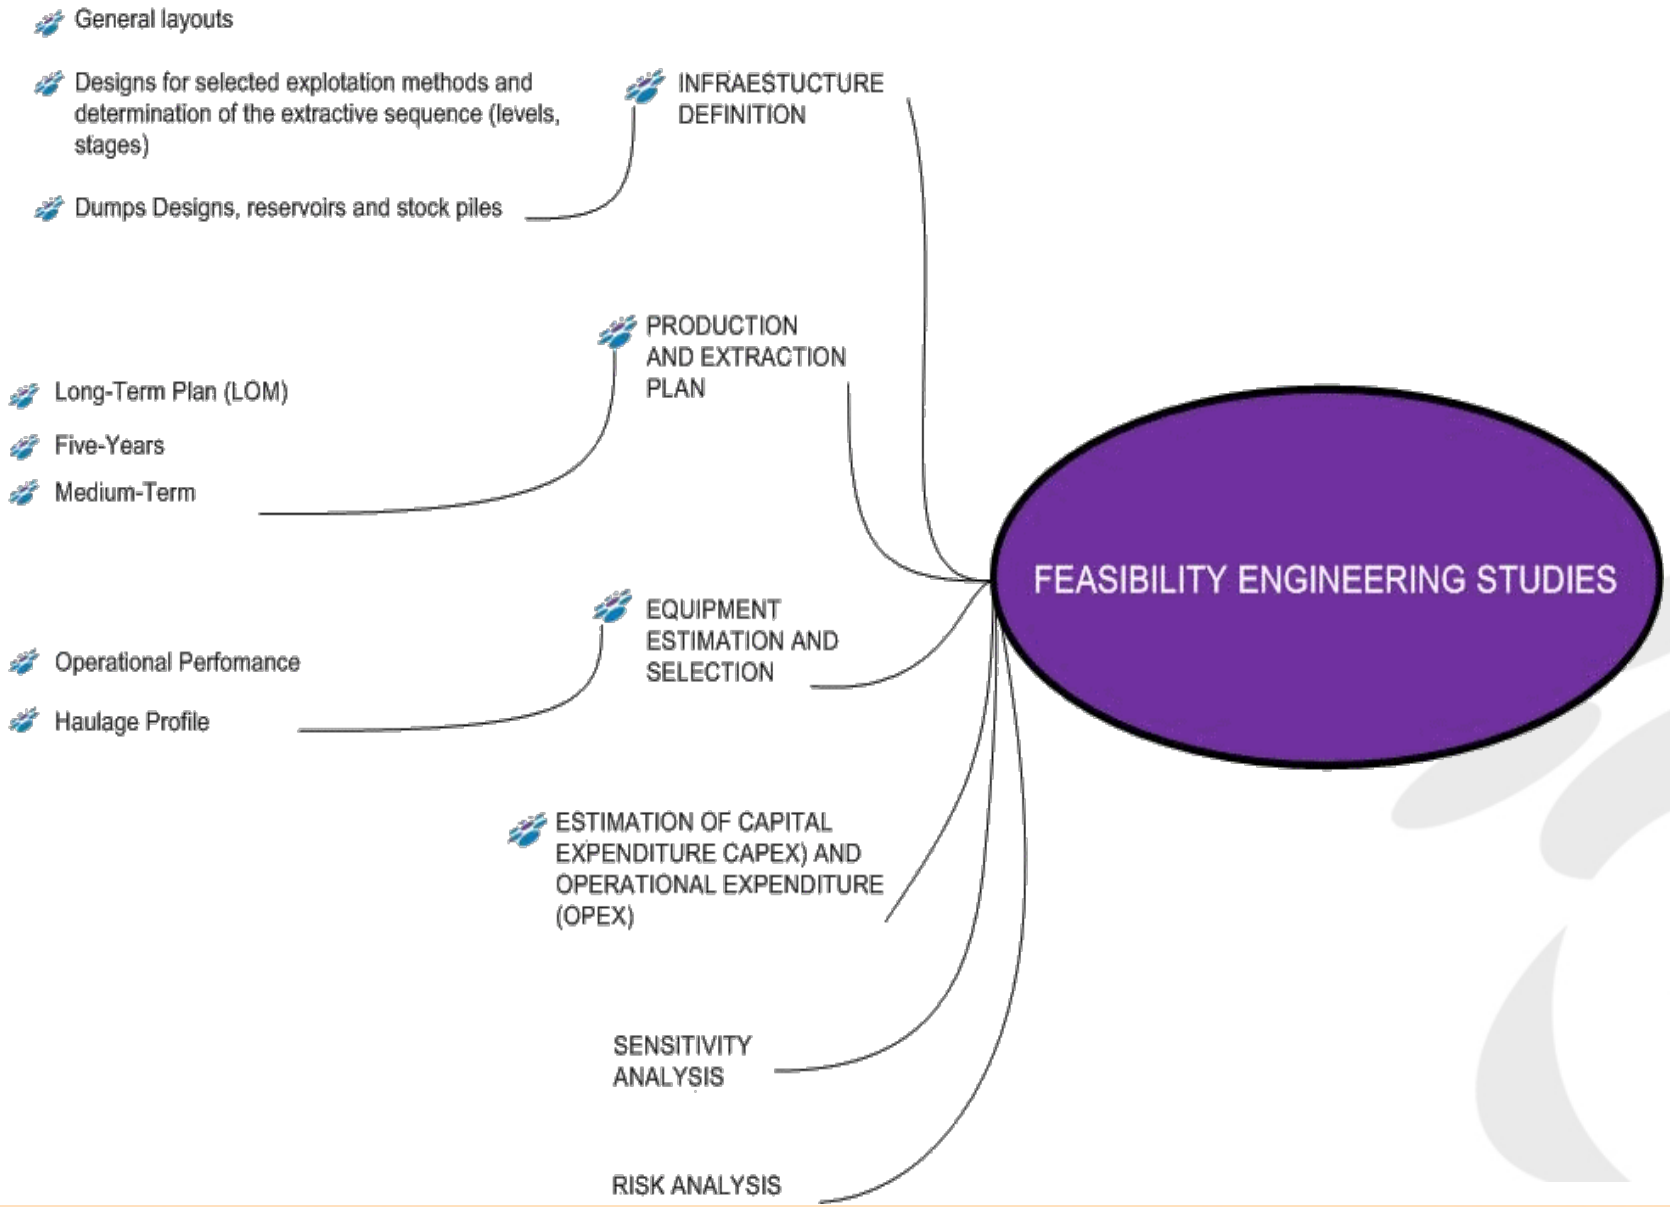 General layouts
Designs for selected explotation methods and
determination of the extractive sequence (levels,
stages)
Dumps Designs, reservoirs and stock piles
INFRAESTUCTURE
DEFINITION
PRODUCTION
AND EXTRACTION
PLAN
Long-Term Plan (LOM)
Five-Years
Medium-Term
EQUIPMENT
ESTIMATION AND
SELECTION
Operational Perfomance
Haulage Profile
ESTIMATION OF CAPITAL
EXPENDITURE CAPEX) AND
OPERATIONAL EXPENDITURE
(OPEX)
SENSITIVITY
ANALYSIS
RISK ANALYSIS
FEASIBILITY ENGINEERING STUDIES